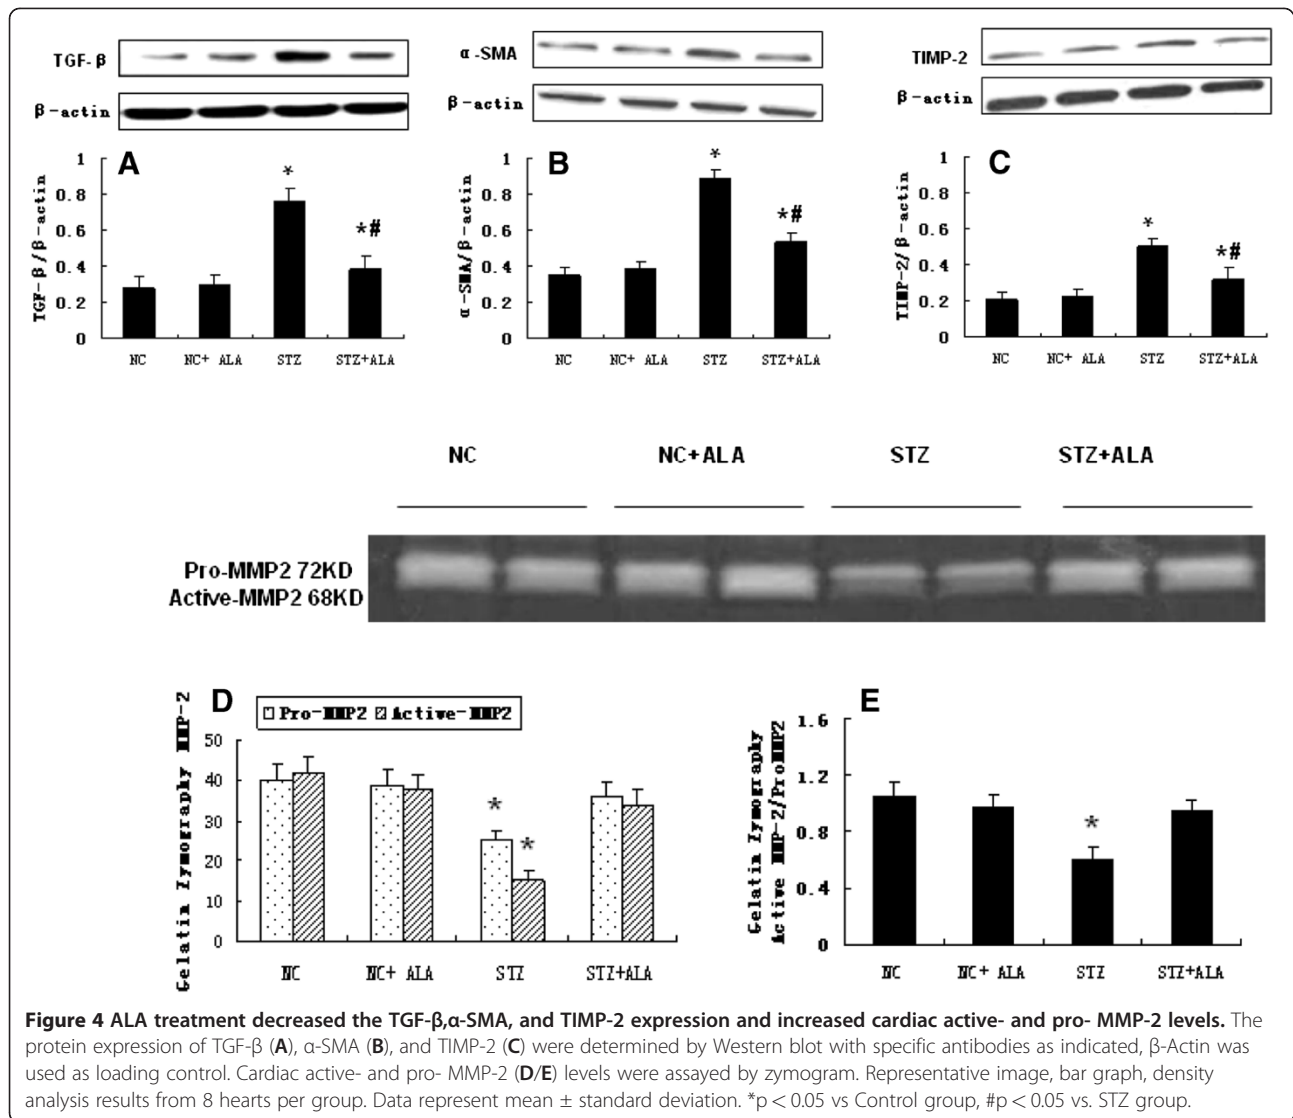 TGF-β
β-actin
α-SMA
β-actin
TIMP-2
β-actin
A
TGF-β/β-actin
1
0.8
0.6
0.4
0.2
0
*
*#
NC
NC+ ALA
STZ
STZ+ALA
B
α-SMA/β-actin
1
0.8
0.6
0.4
0.2
0
*
*#
NC
NC+ ALA
STZ
STZ+ALA
C
TIMP-2/β-actin
1
0.8
0.6
0.4
0.2
0
*
*#
NC
NC+ ALA
STZ
STZ+ALA
NC
NC+ALA
STZ
STZ+ALA
Pro-MMP2 72KD
Active-MMP2 68KD
D
Pro-MMP2 Active-MMP2
Gelatin Zymography MMP-2
50
40
30
20
10
0
*
*
NC
NC+ ALA
STZ
STZ+ALA
E
Gelatin Zymography
Active MMP-2/ProMMP2
1.6
1.2
0.8
0.4
0
*
NC
NC+ ALA
STZ
STZ+ALA
Figure 4 ALA treatment decreased the TGF-β,α-SMA, and TIMP-2 expression and increased cardiac active- and pro- MMP-2 levels. The
protein expression of TGF-β (A), α-SMA (B), and TIMP-2 (C) were determined by Western blot with specific antibodies as indicated, β-Actin was
used as loading control. Cardiac active- and pro- MMP-2 (D/E) levels were assayed by zymogram. Representative image, bar graph, density
analysis results from 8 hearts per group. Data represent mean ± standard deviation. *p < 0.05 vs Control group, #p < 0.05 vs. STZ group.